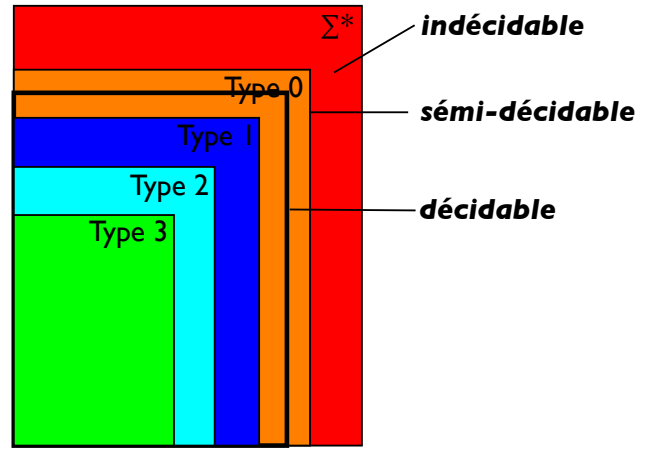 Σ*
indécidable
Type 0
sémi-décidable
Type 1
Type 2
décidable
Type 3